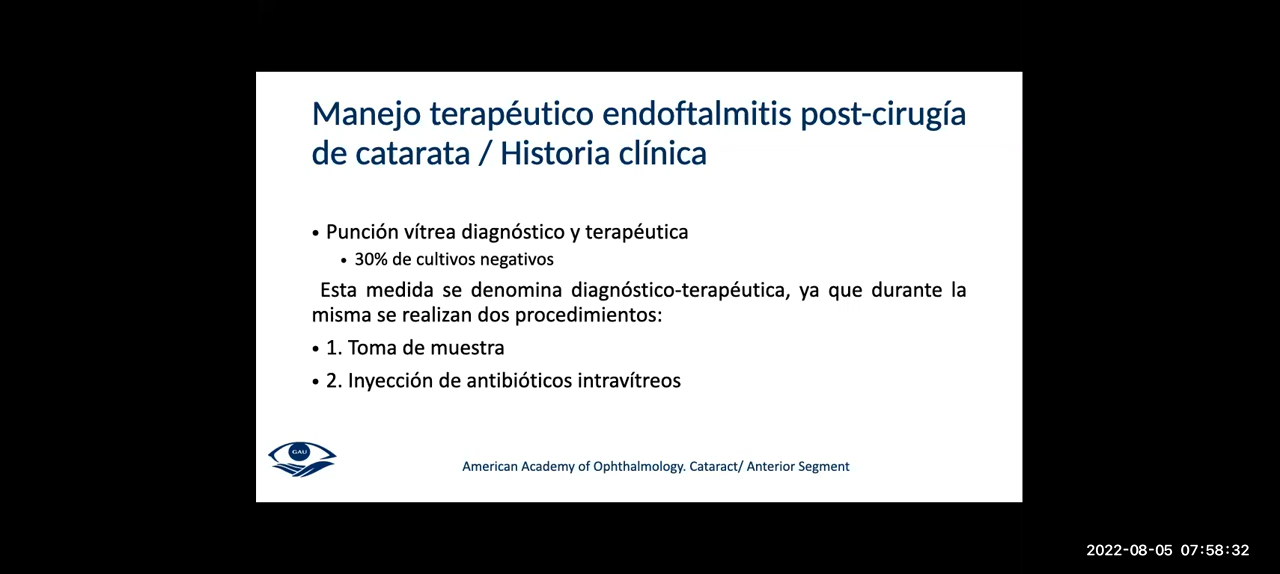 Manejo terapéutico endoftalmitis post-cirugía
de catarata / Historia clínica
• Punción vítrea diagnóstico y terapéutica
• 30% de cultivos negativos
Esta medida se denomina diagnóstico-terapéutica, ya que durante la
misma se realizan dos procedimientos:
• 1. Toma de muestra
• 2. Inyección de antibióticos intravítreos
GAU
American Academy of Ophthalmology. Cataract/ Anterior Segment
2022-08-05 07:58:32